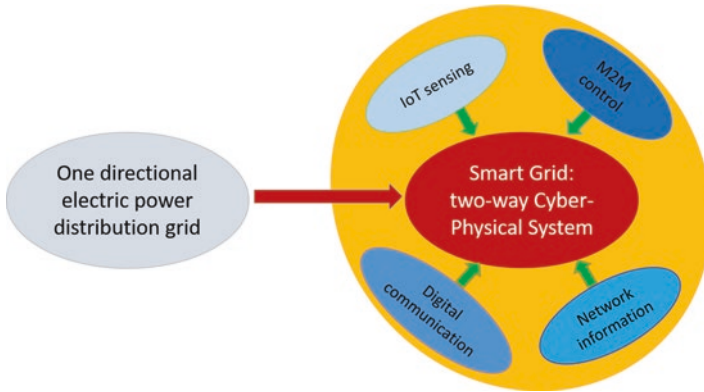 IoT sensing
M2M
control
One directional
electric power
distribution grid
Smart Grid:
two-way Cyber-
Physical System
Digital
communication
Network
information